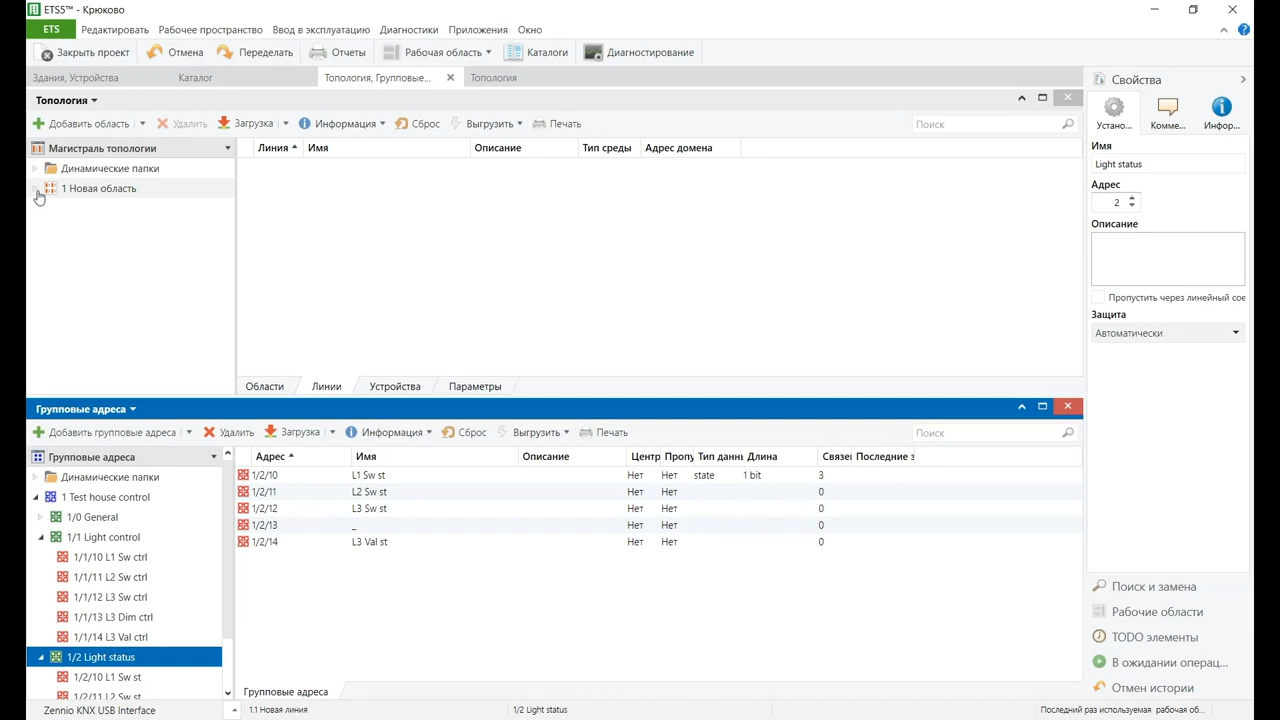 ETS5™ - Крюково
ETS Редактировать Рабочее пространство Ввод в эксплуатацию Диагностики Приложения Окно
Закрыть проект Отмена Переделать Отчеты Рабочая область Каталоги Диагностирование
Здания, Устройства Каталог Топология, Групповые... Топология
Свойства
Топология
Добавить область Удалить Загрузка Информация Сброс Выгрузить Печать Поиск
Устано... Комме... Инфор...
Магистраль топологии Линия Имя Описание Тип среды Адрес домена
Имя
Light status
Динамические папки
1 Новая область
Адрес
2
Описание
Пропустить через линейный сое
Защита
Автоматически
Области Линии Устройства Параметры
Групповые адреса
Добавить групповые адреса Удалить Загрузка Информация Сброс Выгрузить Печать Поиск
Групповые адреса Адрес Имя Описание Центр Пропу Тип данн Длина Связе Последние з
Динамические папки
1 Test house control
1/0 General
1/1 Light control
1/1/10 L1 Sw ctrl
1/1/11 L2 Sw ctrl
1/1/12 L3 Sw ctrl
1/1/13 L3 Dim ctrl
1/1/14 L3 Val ctrl
1/2 Light status
1/2/10 L1 Sw st
1/2/11 L2 Sw st
1/2/10 L1 Sw st Нет Нет state 1 bit 3
1/2/11 L2 Sw st Нет Нет 0
1/2/12 L3 Sw st Нет Нет 0
1/2/13 _ Нет Нет 0
1/2/14 L3 Val st Нет Нет 0
Групповые адреса
Поиск и замена
Рабочие области
TODO элементы
В ожидании операц...
Отмен истории
Zennio KNX USB Interface 1.1 Новая линия 1/2 Light status Последний раз используемая рабочая об...